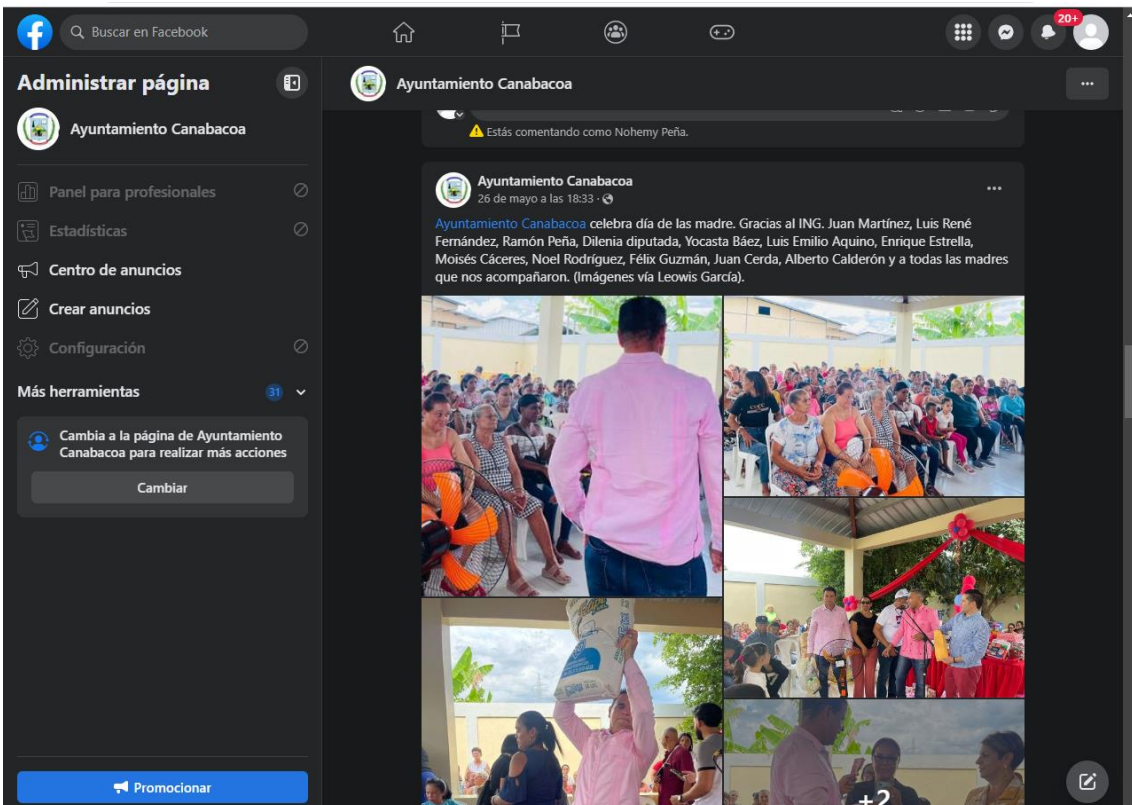 Buscar en Facebook
20+
Administrar página
Ayuntamiento Canabacoa
Panel para profesionales
Estadísticas
Centro de anuncios
Crear anuncios
Configuración
Más herramientas
31
Cambia a la página de Ayuntamiento
Canabacoa para realizar más acciones
Cambiar
Promocionar
Ayuntamiento Canabacoa
Estás comentando como Nohemy Peña.
Ayuntamiento Canabacoa
26 de mayo a las 18:33 ·
Ayuntamiento Canabacoa celebra día de las madre. Gracias al ING. Juan Martínez, Luis René
Fernández, Ramón Peña, Dilenia diputada, Yocasta Báez, Luis Emilio Aquino, Enrique Estrella,
Moisés Cáceres, Noel Rodríguez, Félix Guzmán, Juan Cerda, Alberto Calderón y a todas las madres
que nos acompañaron. (Imágenes vía Leowis García).
+2